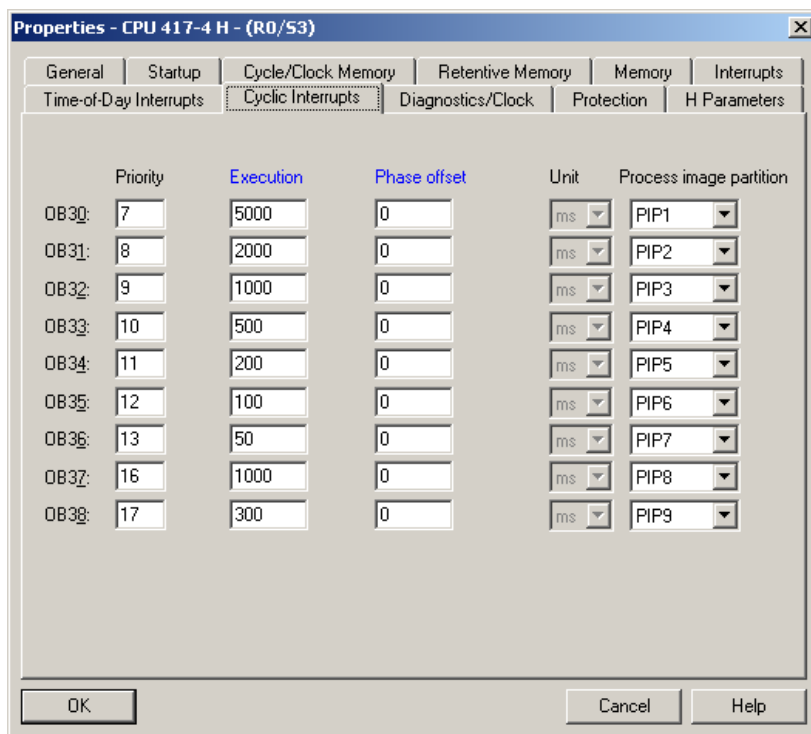 Properties - CPU 417-4 H - (R0/S3)
General Startup Cycle/Clock Memory Retentive Memory Memory Interrupts
Time-of-Day Interrupts Cyclic Interrupts Diagnostics/Clock Protection H Parameters
Priority Execution Phase offset Unit Process image partition
OB30: 7 5000 0 ms PIP1
OB31: 8 2000 0 ms PIP2
OB32: 9 1000 0 ms PIP3
OB33: 10 500 0 ms PIP4
OB34: 11 200 0 ms PIP5
OB35: 12 100 0 ms PIP6
OB36: 13 50 0 ms PIP7
OB37: 16 1000 0 ms PIP8
OB38: 17 300 0 ms PIP9
OK Cancel Help